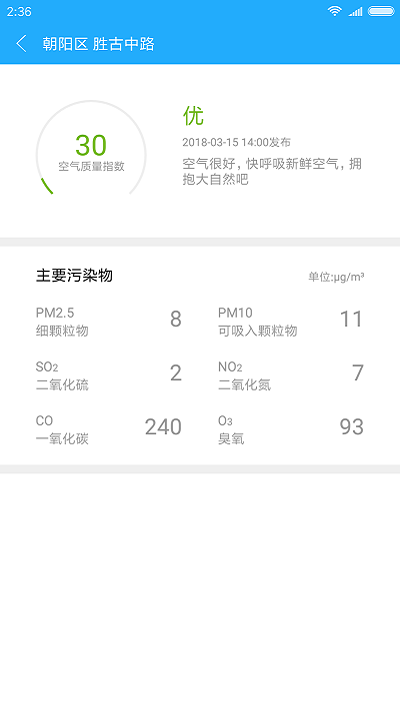 2:36
朝阳区 胜古中路
30
空气质量指数
优
2018-03-15 14:00发布
空气很好，快呼吸新鲜空气，拥
抱大自然吧
主要污染物
单位:μg/m³
PM2.5
细颗粒物
8
PM10
可吸入颗粒物
11
SO2
二氧化硫
2
NO2
二氧化氮
7
CO
一氧化碳
240
O3
臭氧
93